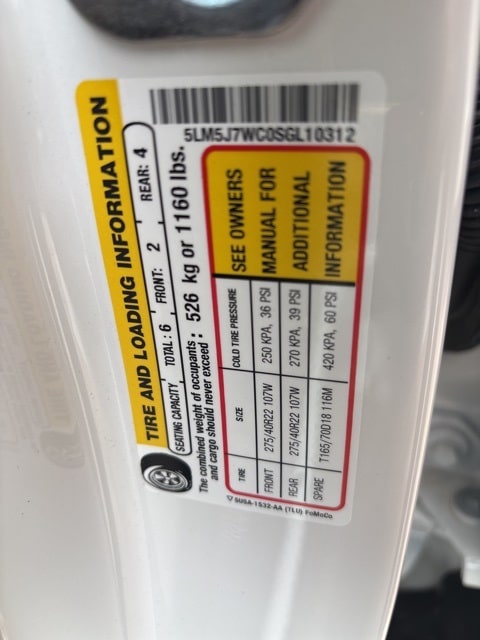 5LM5J7WC0SGL10312
TIRE AND LOADING INFORMATION
SEATING CAPACITY TOTAL: 6 FRONT: 2 REAR: 4
The combined weight of occupants and cargo should never exceed: 526 kg or 1160 lbs.
TIRE SIZE COLD TIRE PRESSURE
FRONT 275/40R22 107W 250 KPA, 36 PSI
REAR 275/40R22 107W 270 KPA, 39 PSI
SPARE T165/70D18 116M 420 KPA, 60 PSI
SEE OWNERS
MANUAL FOR
ADDITIONAL
INFORMATION
5USA-1532-AA (TLU) FoMoCo